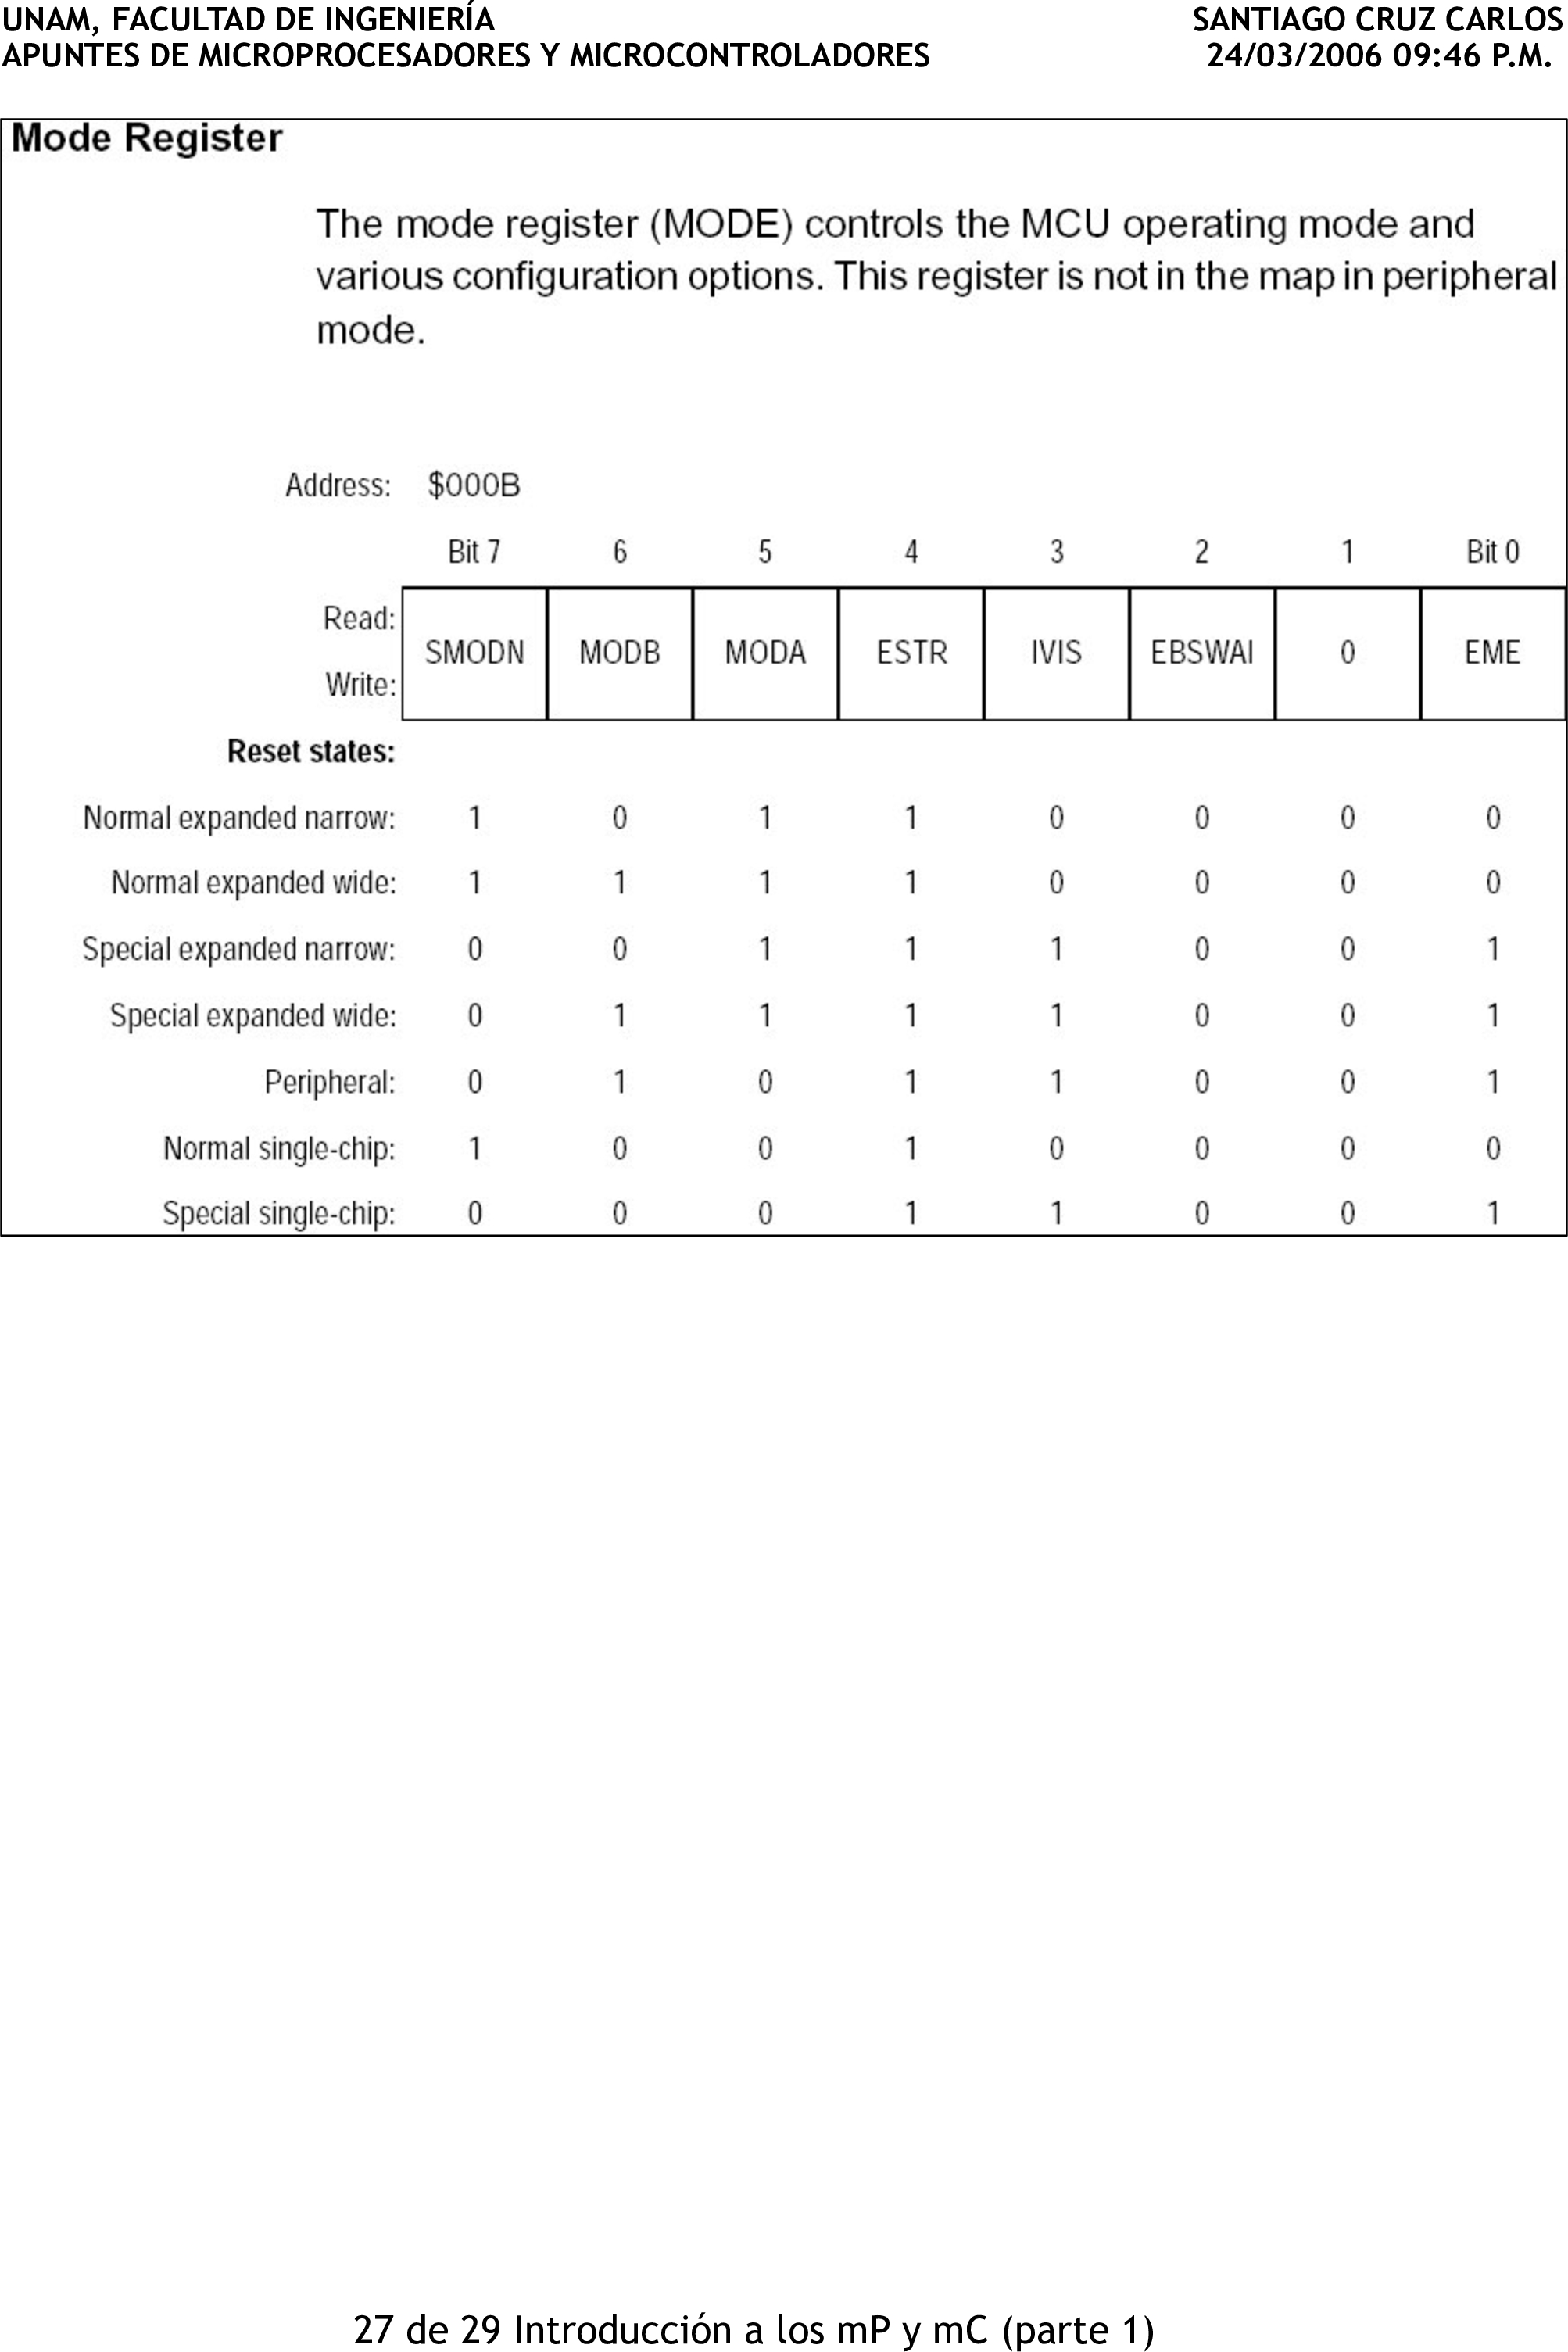 UNAM, FACULTAD DE INGENIERÍA SANTIAGO CRUZ CARLOS
APUNTES DE MICROPROCESADORES Y MICROCONTROLADORES 24/03/2006 09:46 P.M.
Mode Register
The mode register (MODE) controls the MCU operating mode and
various configuration options. This register is not in the map in peripheral
mode.
Address: $000B
Bit 7 6 5 4 3 2 1 Bit 0
Read:
SMODN MODB MODA ESTR IVIS EBSWAI 0 EME
Write:
Reset states:
Normal expanded narrow: 1 0 1 1 0 0 0 0
Normal expanded wide: 1 1 1 1 0 0 0 0
Special expanded narrow: 0 0 1 1 1 0 0 1
Special expanded wide: 0 1 1 1 1 0 0 1
Peripheral: 0 1 0 1 1 0 0 1
Normal single-chip: 1 0 0 1 0 0 0 0
Special single-chip: 0 0 0 1 1 0 0 1
27 de 29 Introducción a los mP y mC (parte 1)